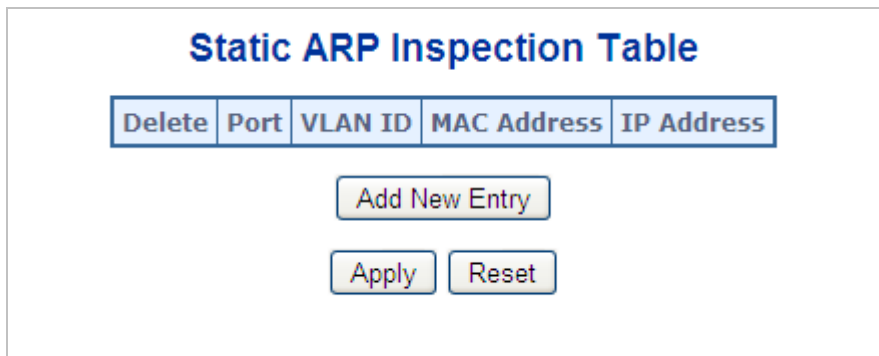 Static ARP Inspection Table
Delete Port VLAN ID MAC Address IP Address
Add New Entry
Apply Reset